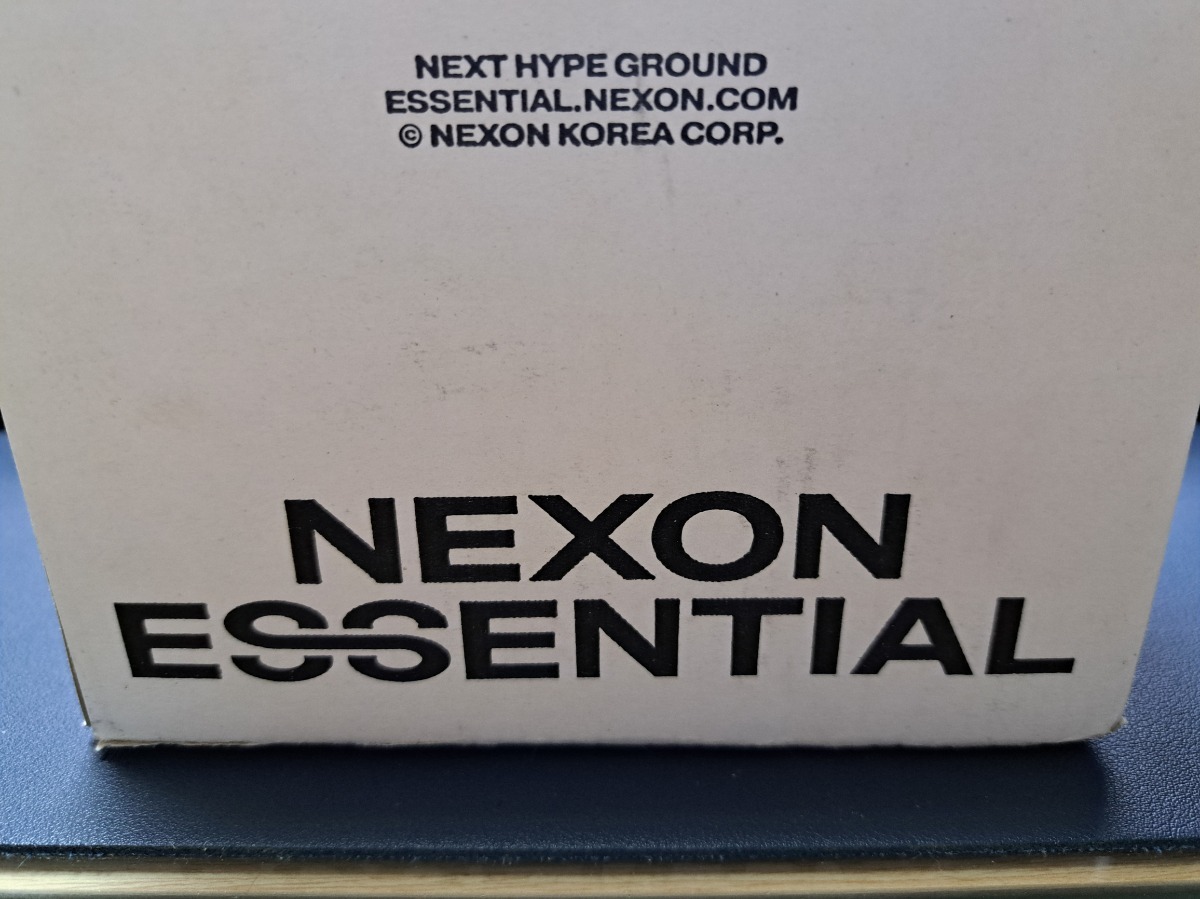 NEXT HYPE GROUND
ESSENTIAL.NEXON.COM
© NEXON KOREA CORP.
NEXON
ESSENTIAL